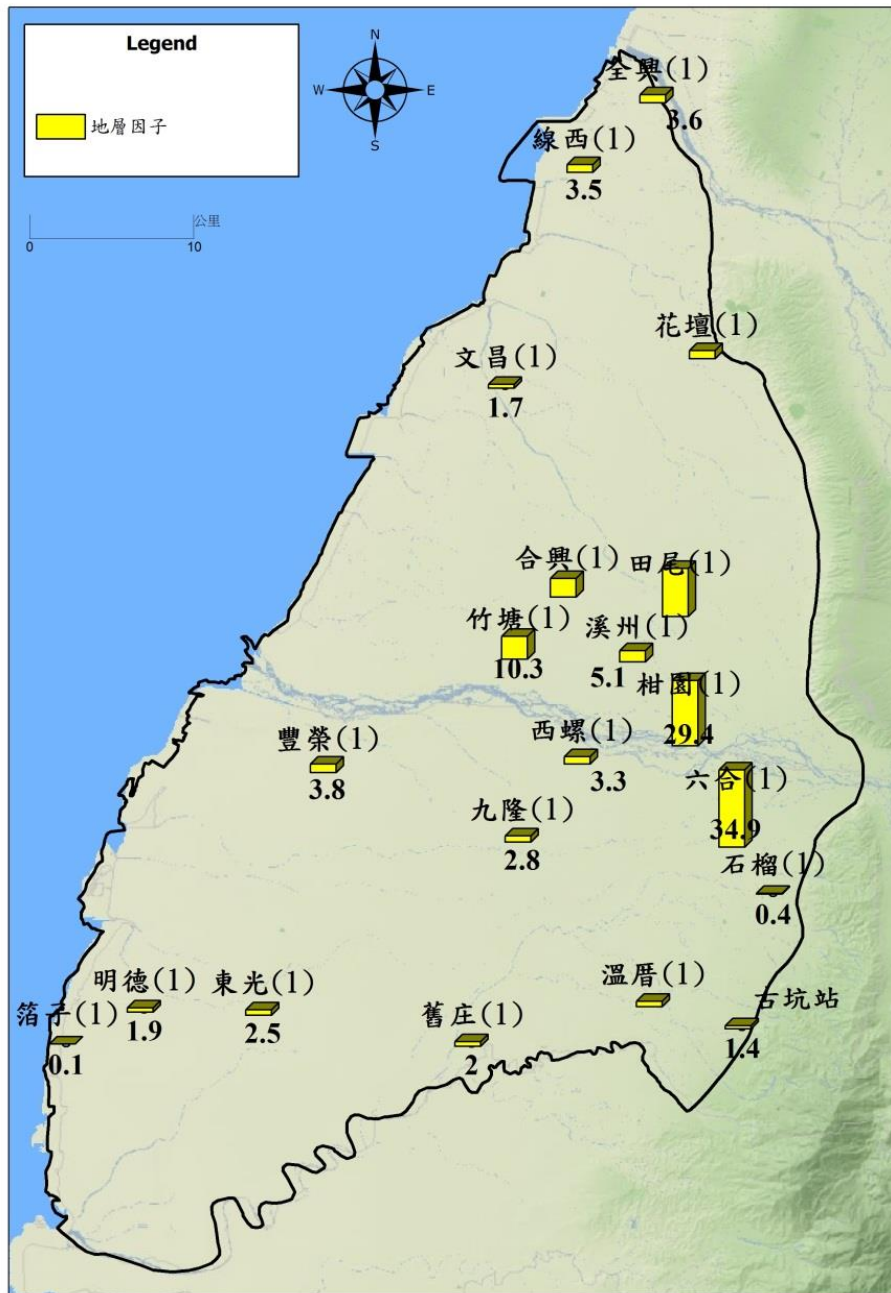 Legend
地層因子
N
W
E
S
公里
0
10
全興(1)
3.6
線西(1)
3.5
花壇(1)
文昌(1)
1.7
合興(1)
田尾(1)
竹塘(1)
10.3
溪州(1)
5.1
柑園(1)
29.4
豐榮(1)
3.8
西螺(1)
3.3
六合(1)
34.9
九隆(1)
2.8
石榴(1)
0.4
箔子(1)
0.1
明德(1)
1.9
東光(1)
2.5
舊庄(1)
2
溫厝(1)
古坑站
1.4